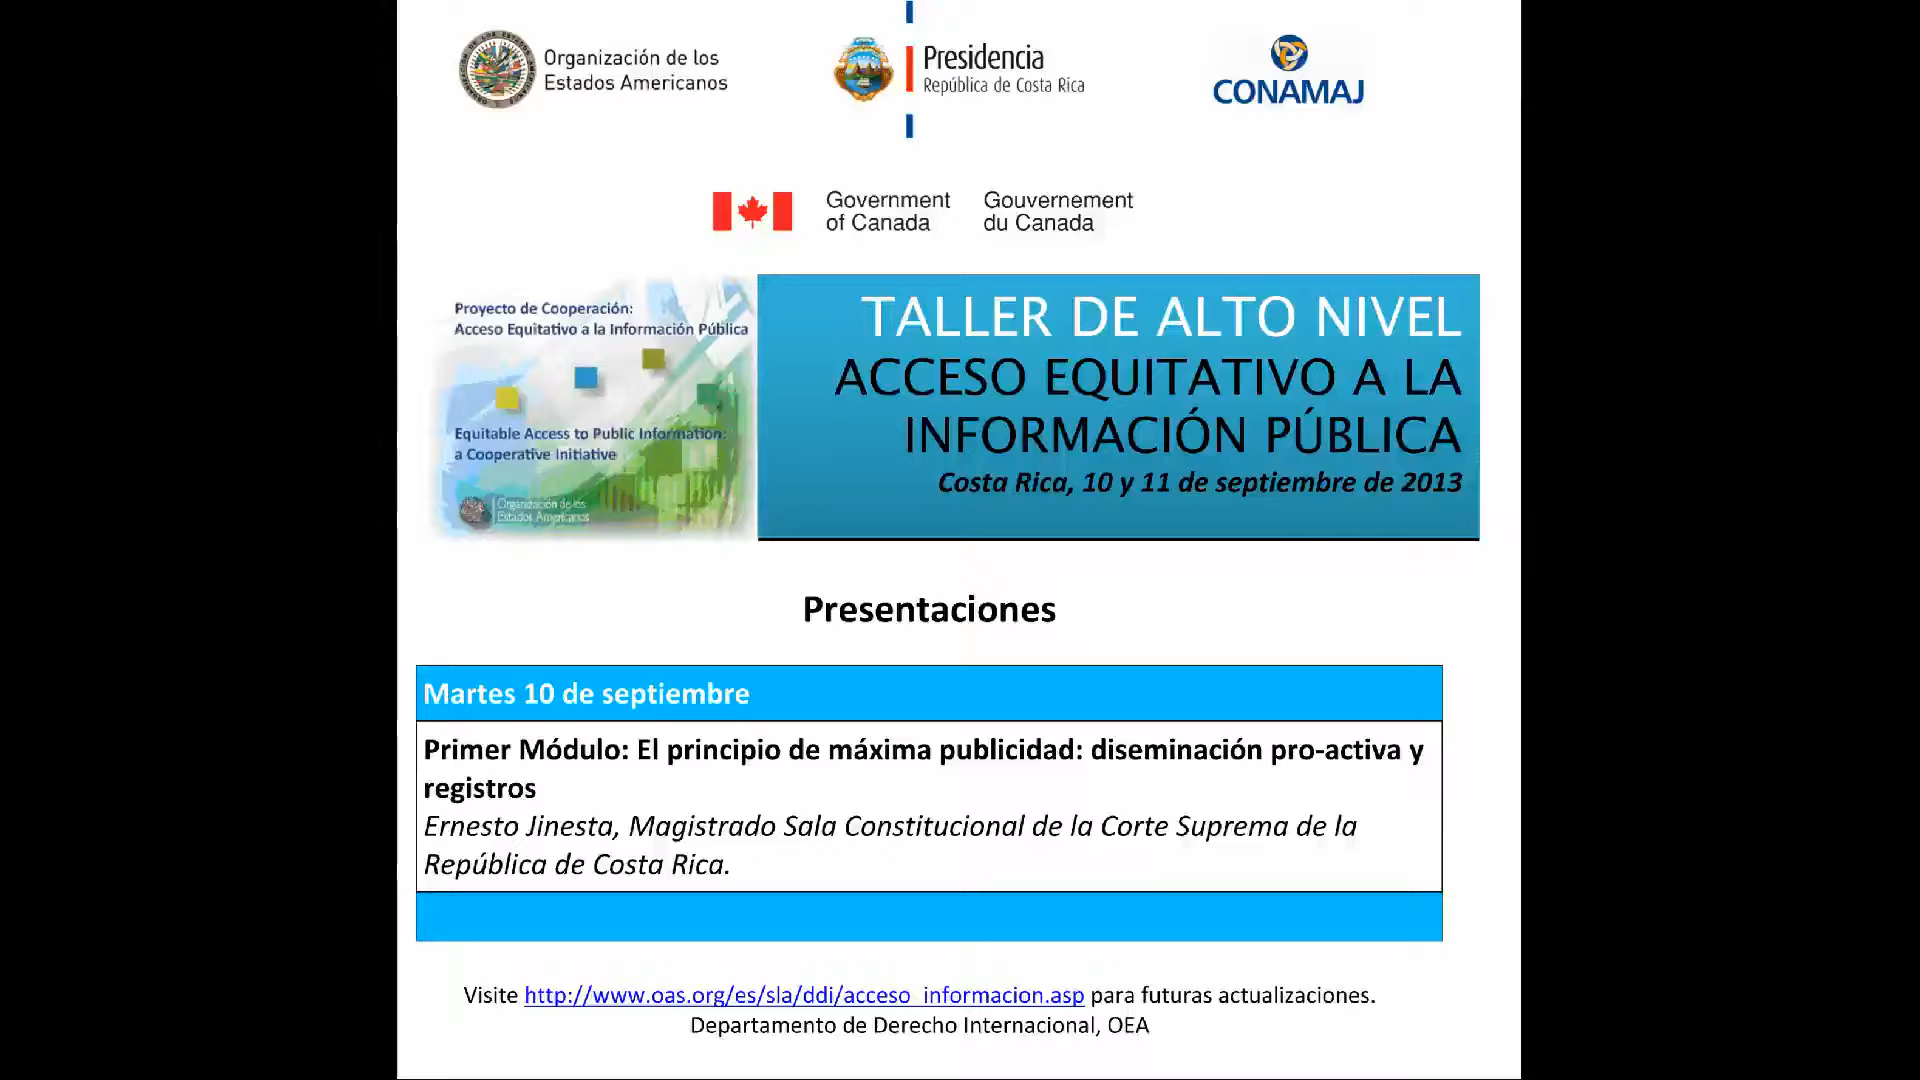 Organización de los
Estados Americanos
Presidencia
República de Costa Rica
CONAMAJ
Government
of Canada
Gouvernement
du Canada
Proyecto de Cooperación:
Acceso Equitativo a la Información Pública
Equitable Access to Public Information:
a Cooperative Initiative
Organización de los
Estados Americanos
TALLER DE ALTO NIVEL
ACCESO EQUITATIVO A LA
INFORMACIÓN PÚBLICA
Costa Rica, 10 y 11 de septiembre de 2013
Presentaciones
Martes 10 de septiembre
Primer Módulo: El principio de máxima publicidad: diseminación pro-activa y
registros
Ernesto Jinesta, Magistrado Sala Constitucional de la Corte Suprema de la
República de Costa Rica.
Visite http://www.oas.org/es/sla/ddi/acceso_informacion.asp para futuras actualizaciones.
Departamento de Derecho Internacional, OEA